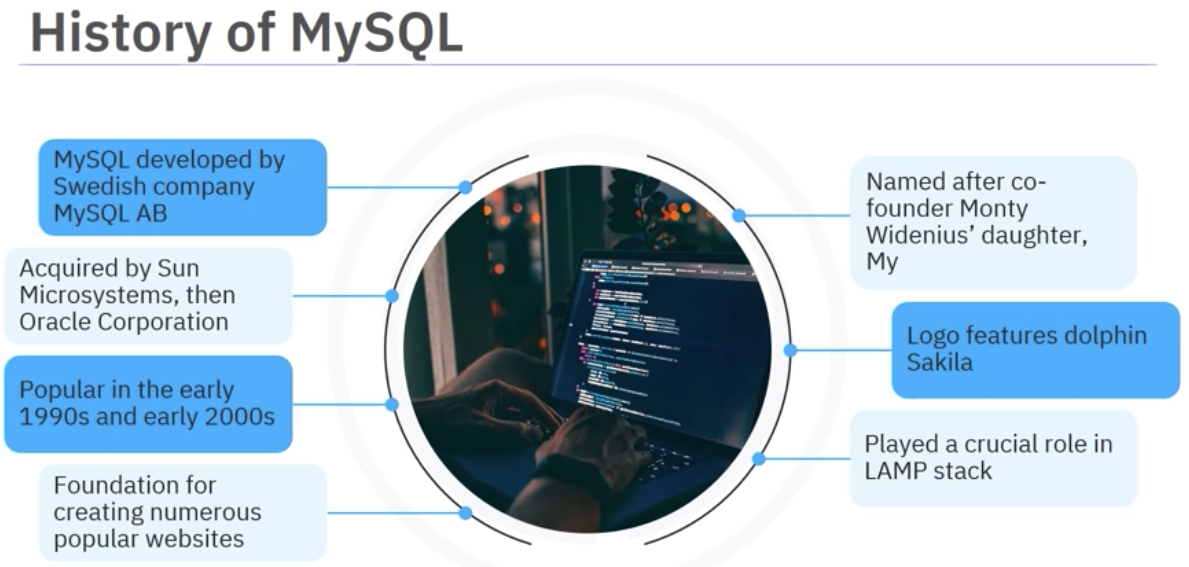 History of MySQL
MySQL developed by
Swedish company
MySQL AB
Acquired by Sun
Microsystems, then
Oracle Corporation
Popular in the early
1990s and early 2000s
Foundation for
creating numerous
popular websites
Named after co-
founder Monty
Widenius’ daughter,
My
Logo features dolphin
Sakila
Played a crucial role in
LAMP stack